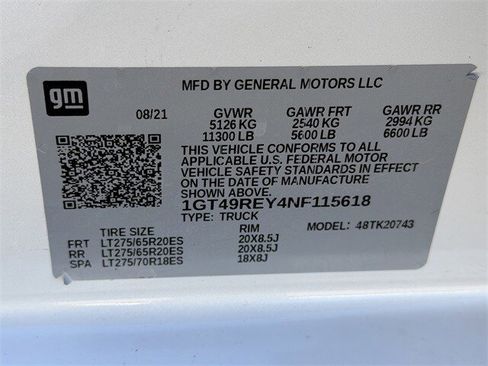 gm
MFD BY GENERAL MOTORS LLC
08/21 GVWR GAWR FRT GAWR RR
5126 KG 2540 KG 2994 KG
11300 LB 5600 LB 6600 LB
THIS VEHICLE CONFORMS TO ALL
APPLICABLE U.S. FEDERAL MOTOR
VEHICLE SAFETY STANDARDS IN EFFECT
ON THE DATE OF MANUFACTURE
SHOWN ABOVE.
1GT49REY4NF115618
TYPE: TRUCK MODEL: 48TK20743
TIRE SIZE RIM
FRT LT275/65R20ES 20X8.5J
RR LT275/65R20ES 20X8.5J
SPA LT275/70R18ES 18X8J